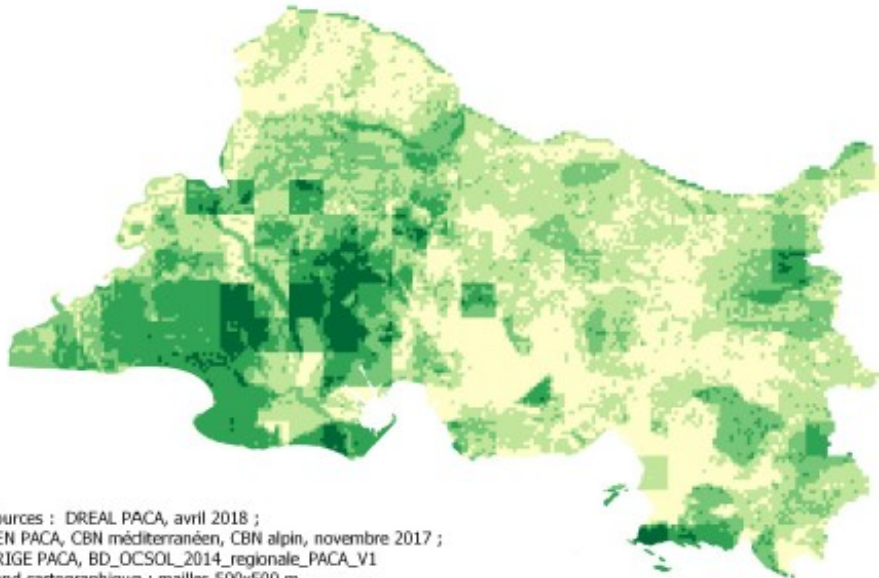 urces : DREAL PACA, avril 2018 ;
EN PACA, CBN méditerranéen, CBN alpin, novembre 2017 ;
RIGE PACA, BD_OCSOL_2014_regionale_PACA_V1
nd cartographique : mailles 500x500 m